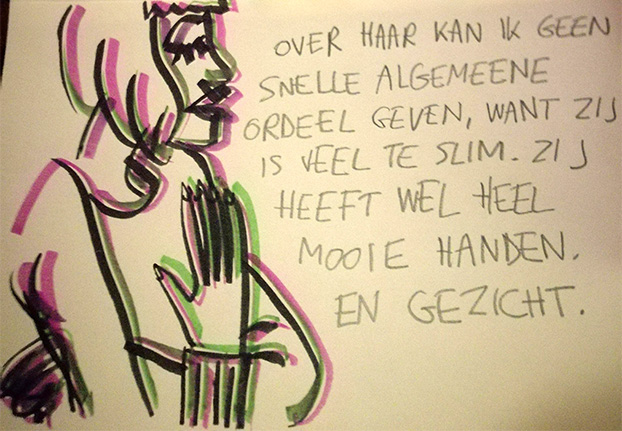 OVER HAAR KAN IK GEEN
SNELLE ALGEMEENE
ORDEEL GEVEN, WANT ZIJ
IS VEEL TE SLIM. ZIJ
HEEFT WEL HEEL
MOOIE HANDEN.
EN GEZICHT.